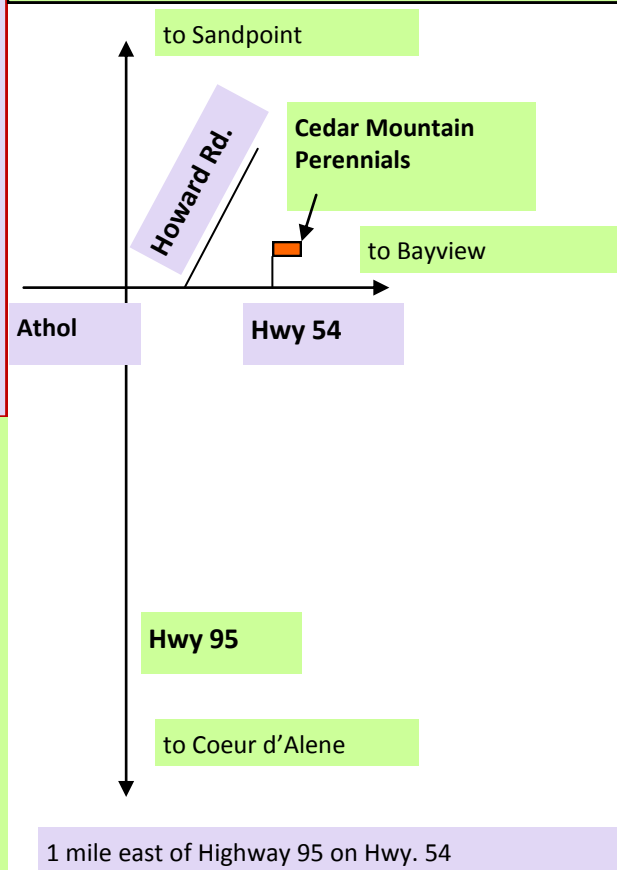 to Sandpoint
Howard Rd.
Cedar Mountain
Perennials
to Bayview
Athol
Hwy 54
Hwy 95
to Coeur d’Alene
1 mile east of Highway 95 on Hwy. 54